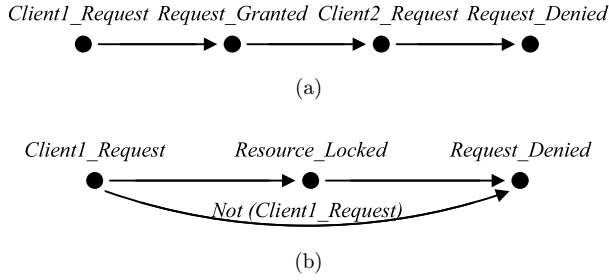 Client1_Request Request_Granted Client2_Request Request_Denied
(a)
Client1_Request Resource_Locked Request_Denied
Not (Client1_Request)
(b)